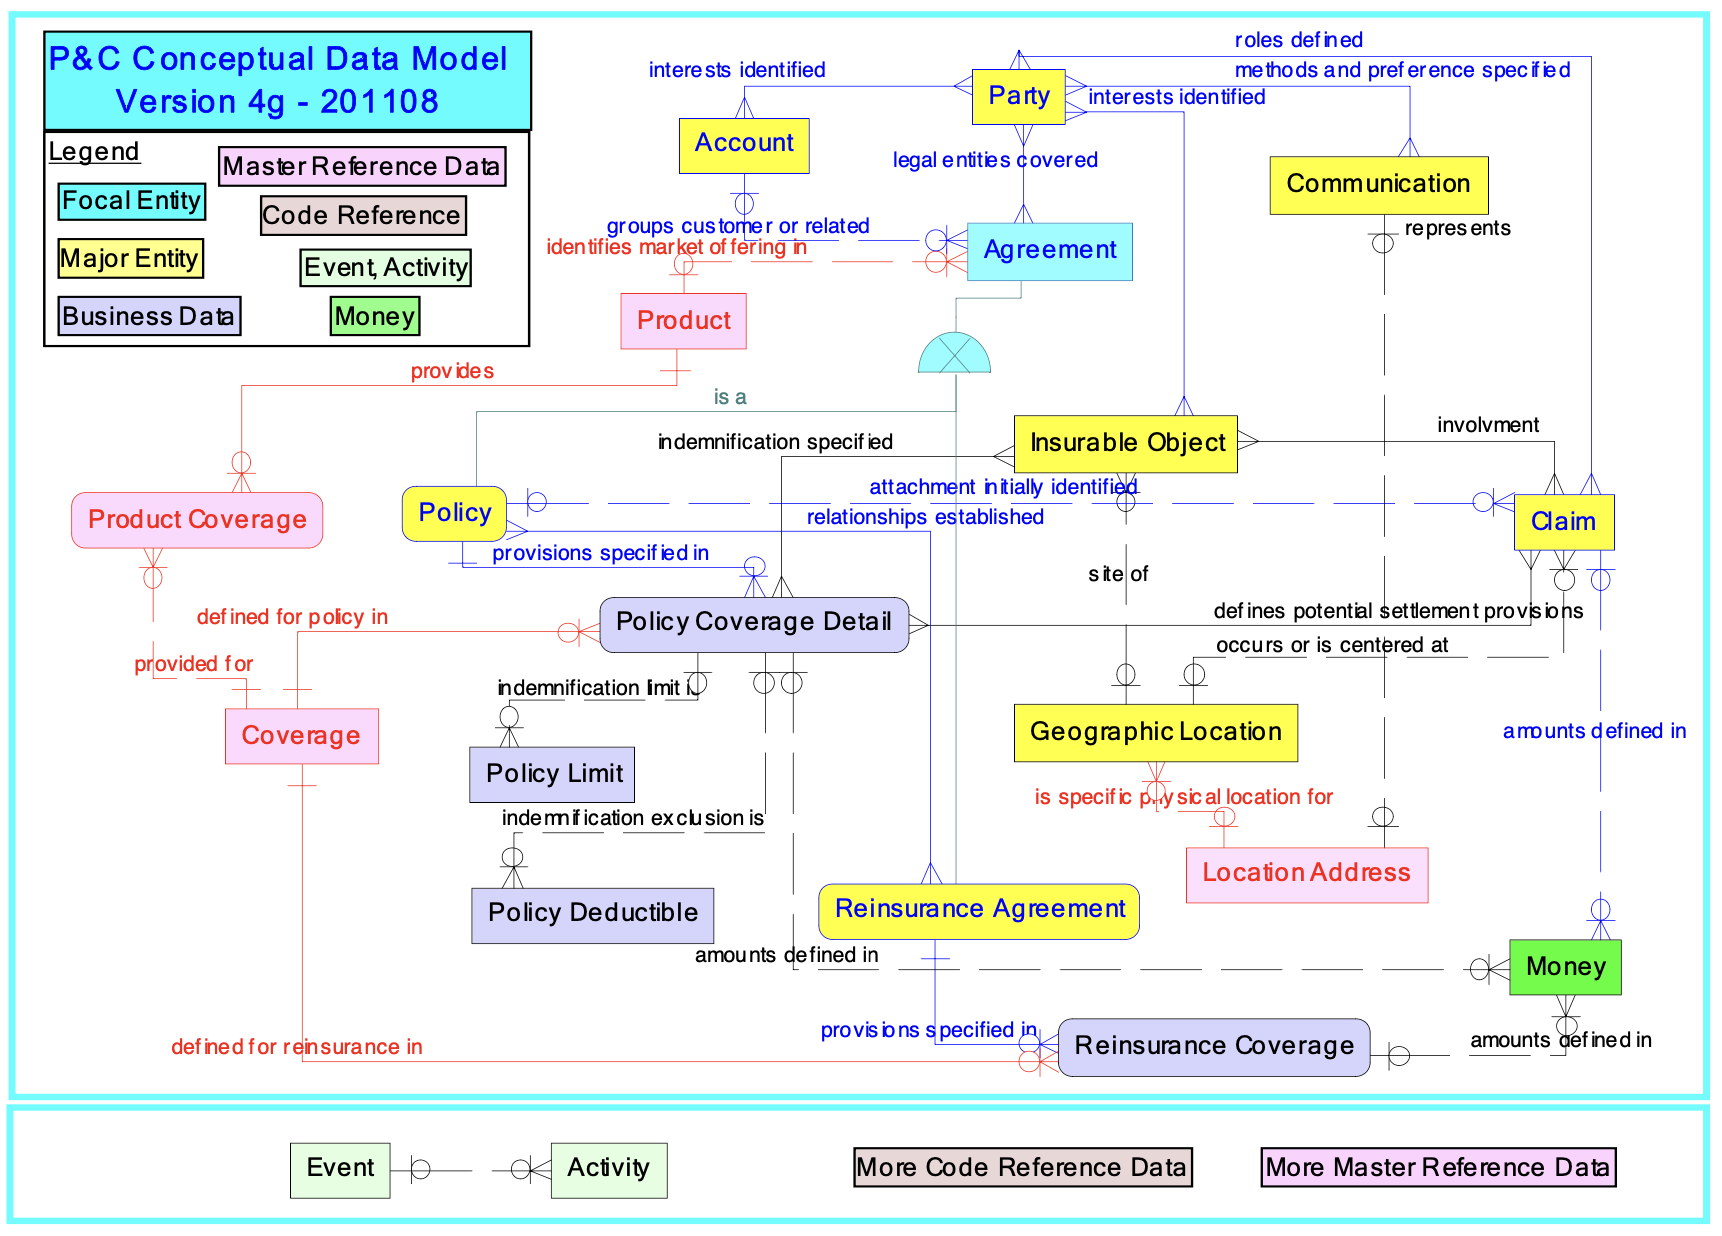 P&C Conceptual Data Model
Version 4g - 201108
Legend
Master Reference Data
Focal Entity
Code Reference
Major Entity
Event, Activity
Business Data
Money
roles defined
interests identified
methods and preference specified
Party
interests identified
Account
legal entities covered
Communication
represents
groups customer or related
identifies market offering in
Agreement
Product
provides
is a
indemnification specified
Insurable Object
involvment
attachment initially identified
Product Coverage
Policy
relationships established
Claim
provisions specified in
site of
defined for policy in
Policy Coverage Detail
defines potential settlement provisions
occurs or is centered at
provided for
indemnification limit is
Coverage
Geographic Location
amounts defined in
Policy Limit
is specific physical location for
indemnification exclusion is
Location Address
Policy Deductible
Reinsurance Agreement
amounts defined in
Money
provisions specified in
defined for reinsurance in
Reinsurance Coverage
amounts defined in
Event
Activity
More Code Reference Data
More Master Reference Data